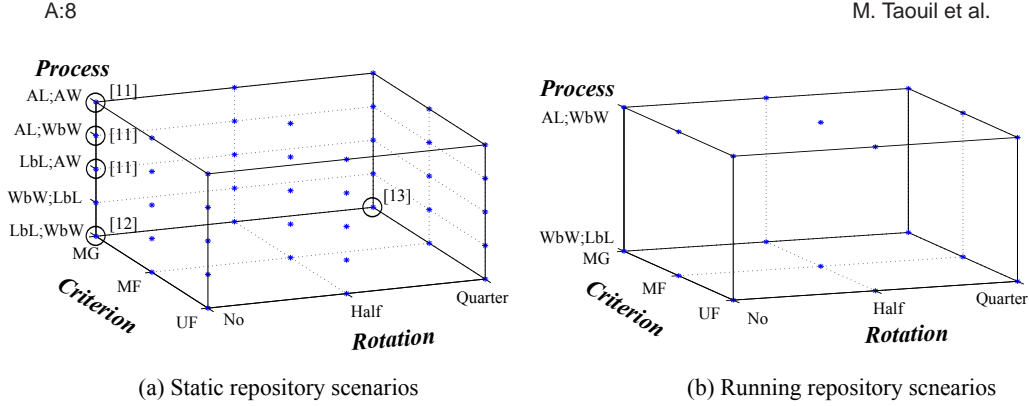 A:8
M. Taouil et al.
Process
AL;AW
[11]
AL;WbW
[11]
LbL;AW
[11]
WbW;LbL
LbL;WbW
[12]
[13]
MG
MF
UF
Criterion
No
Half
Quarter
Rotation
(a) Static repository scenarios
Process
AL;WbW
WbW;LbL
MG
MF
UF
Criterion
No
Half
Quarter
Rotation
(b) Running repository scnearios